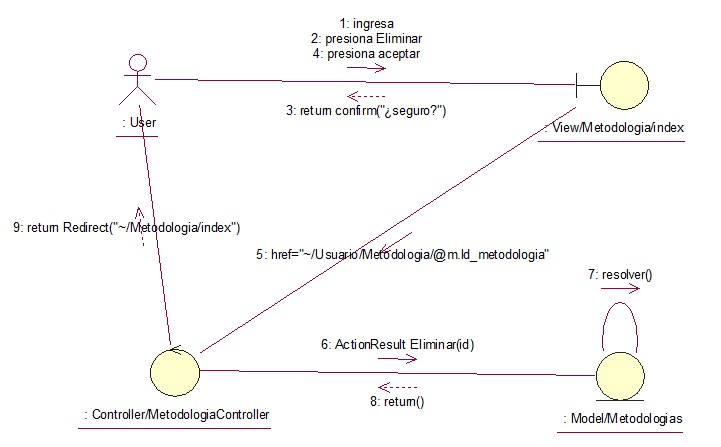 1: ingresa
2: presiona Eliminar
4: presiona aceptar
3: return confirm("¿seguro?")
: User
: View/Metodologia/index
9: return Redirect("~/Metodologia/index")
5: href="~/Usuario/Metodologia/@m.Id_metodologia"
7: resolver()
6: ActionResult Eliminar(id)
8: return()
: Controller/MetodologiaController
: Model/Metodologias